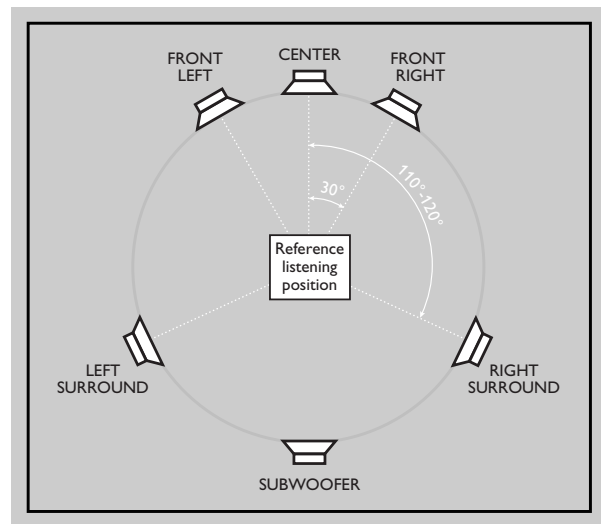 FRONT
LEFT
CENTER
FRONT
RIGHT
30°
110°-120°
Reference
listening
position
LEFT
SURROUND
RIGHT
SURROUND
SUBWOOFER